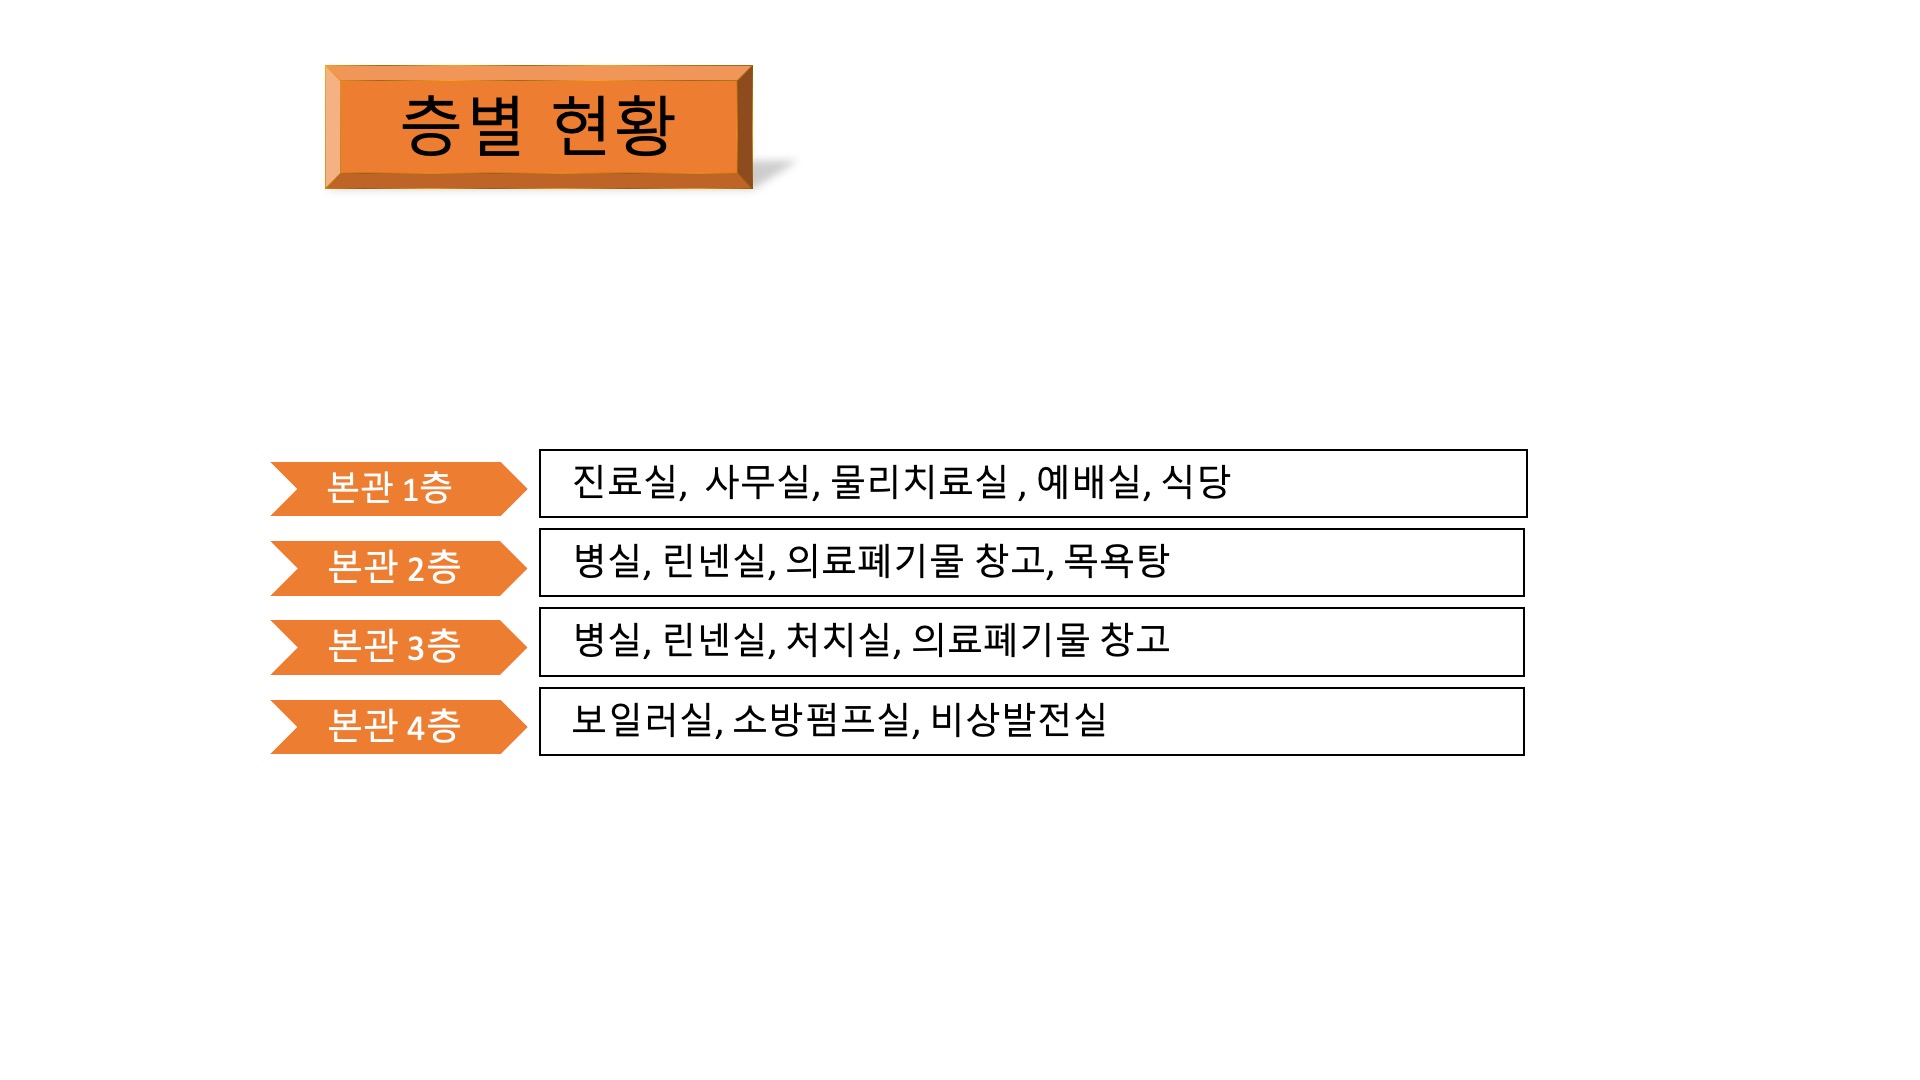 층별 현황
본관 1층
진료실,  사무실, 물리치료실 , 예배실, 식당
본관 2층
병실, 린넨실, 의료폐기물 창고, 목욕탕
본관 3층
병실, 린넨실, 처치실, 의료폐기물 창고
본관 4층
보일러실, 소방펌프실, 비상발전실